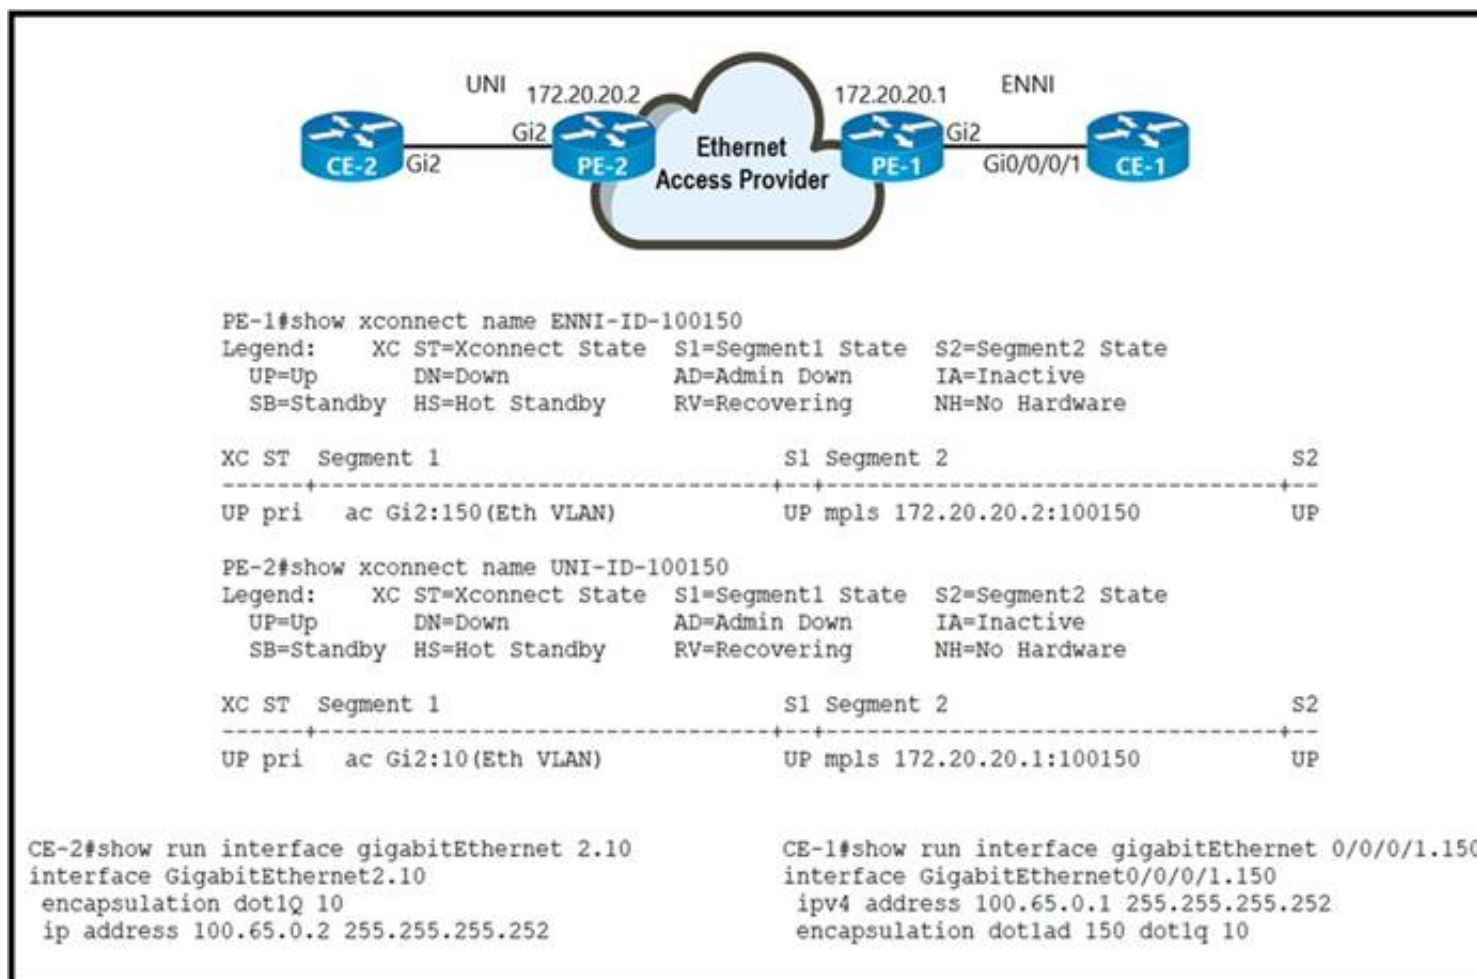 UNI 172.20.20.2 172.20.20.1 ENNI
Gi2 Ethernet Gi2
CE-2 Gi2 PE-2 Access Provider PE-1 Gi0/0/0/1 CE-1
PE-1#show xconnect name ENNI-ID-100150
Legend: XC ST=Xconnect State S1=Segment1 State S2=Segment2 State
UP=Up DN=Down AD=Admin Down IA=Inactive
SB=Standby HS=Hot Standby RV=Recovering NH=No Hardware
XC ST Segment 1 S1 Segment 2 S2
------+---------------------------------+--+---------------------------------+--
UP pri ac Gi2:150(Eth VLAN) UP mpls 172.20.20.2:100150 UP
PE-2#show xconnect name UNI-ID-100150
Legend: XC ST=Xconnect State S1=Segment1 State S2=Segment2 State
UP=Up DN=Down AD=Admin Down IA=Inactive
SB=Standby HS=Hot Standby RV=Recovering NH=No Hardware
XC ST Segment 1 S1 Segment 2 S2
------+---------------------------------+--+---------------------------------+--
UP pri ac Gi2:10(Eth VLAN) UP mpls 172.20.20.1:100150 UP
CE-2#show run interface gigabitEthernet 2.10
interface GigabitEthernet2.10
encapsulation dot1Q 10
ip address 100.65.0.2 255.255.255.252
CE-1#show run interface gigabitEthernet 0/0/0/1.150
interface GigabitEthernet0/0/0/1.150
ipv4 address 100.65.0.1 255.255.255.252
encapsulation dot1ad 150 dot1q 10